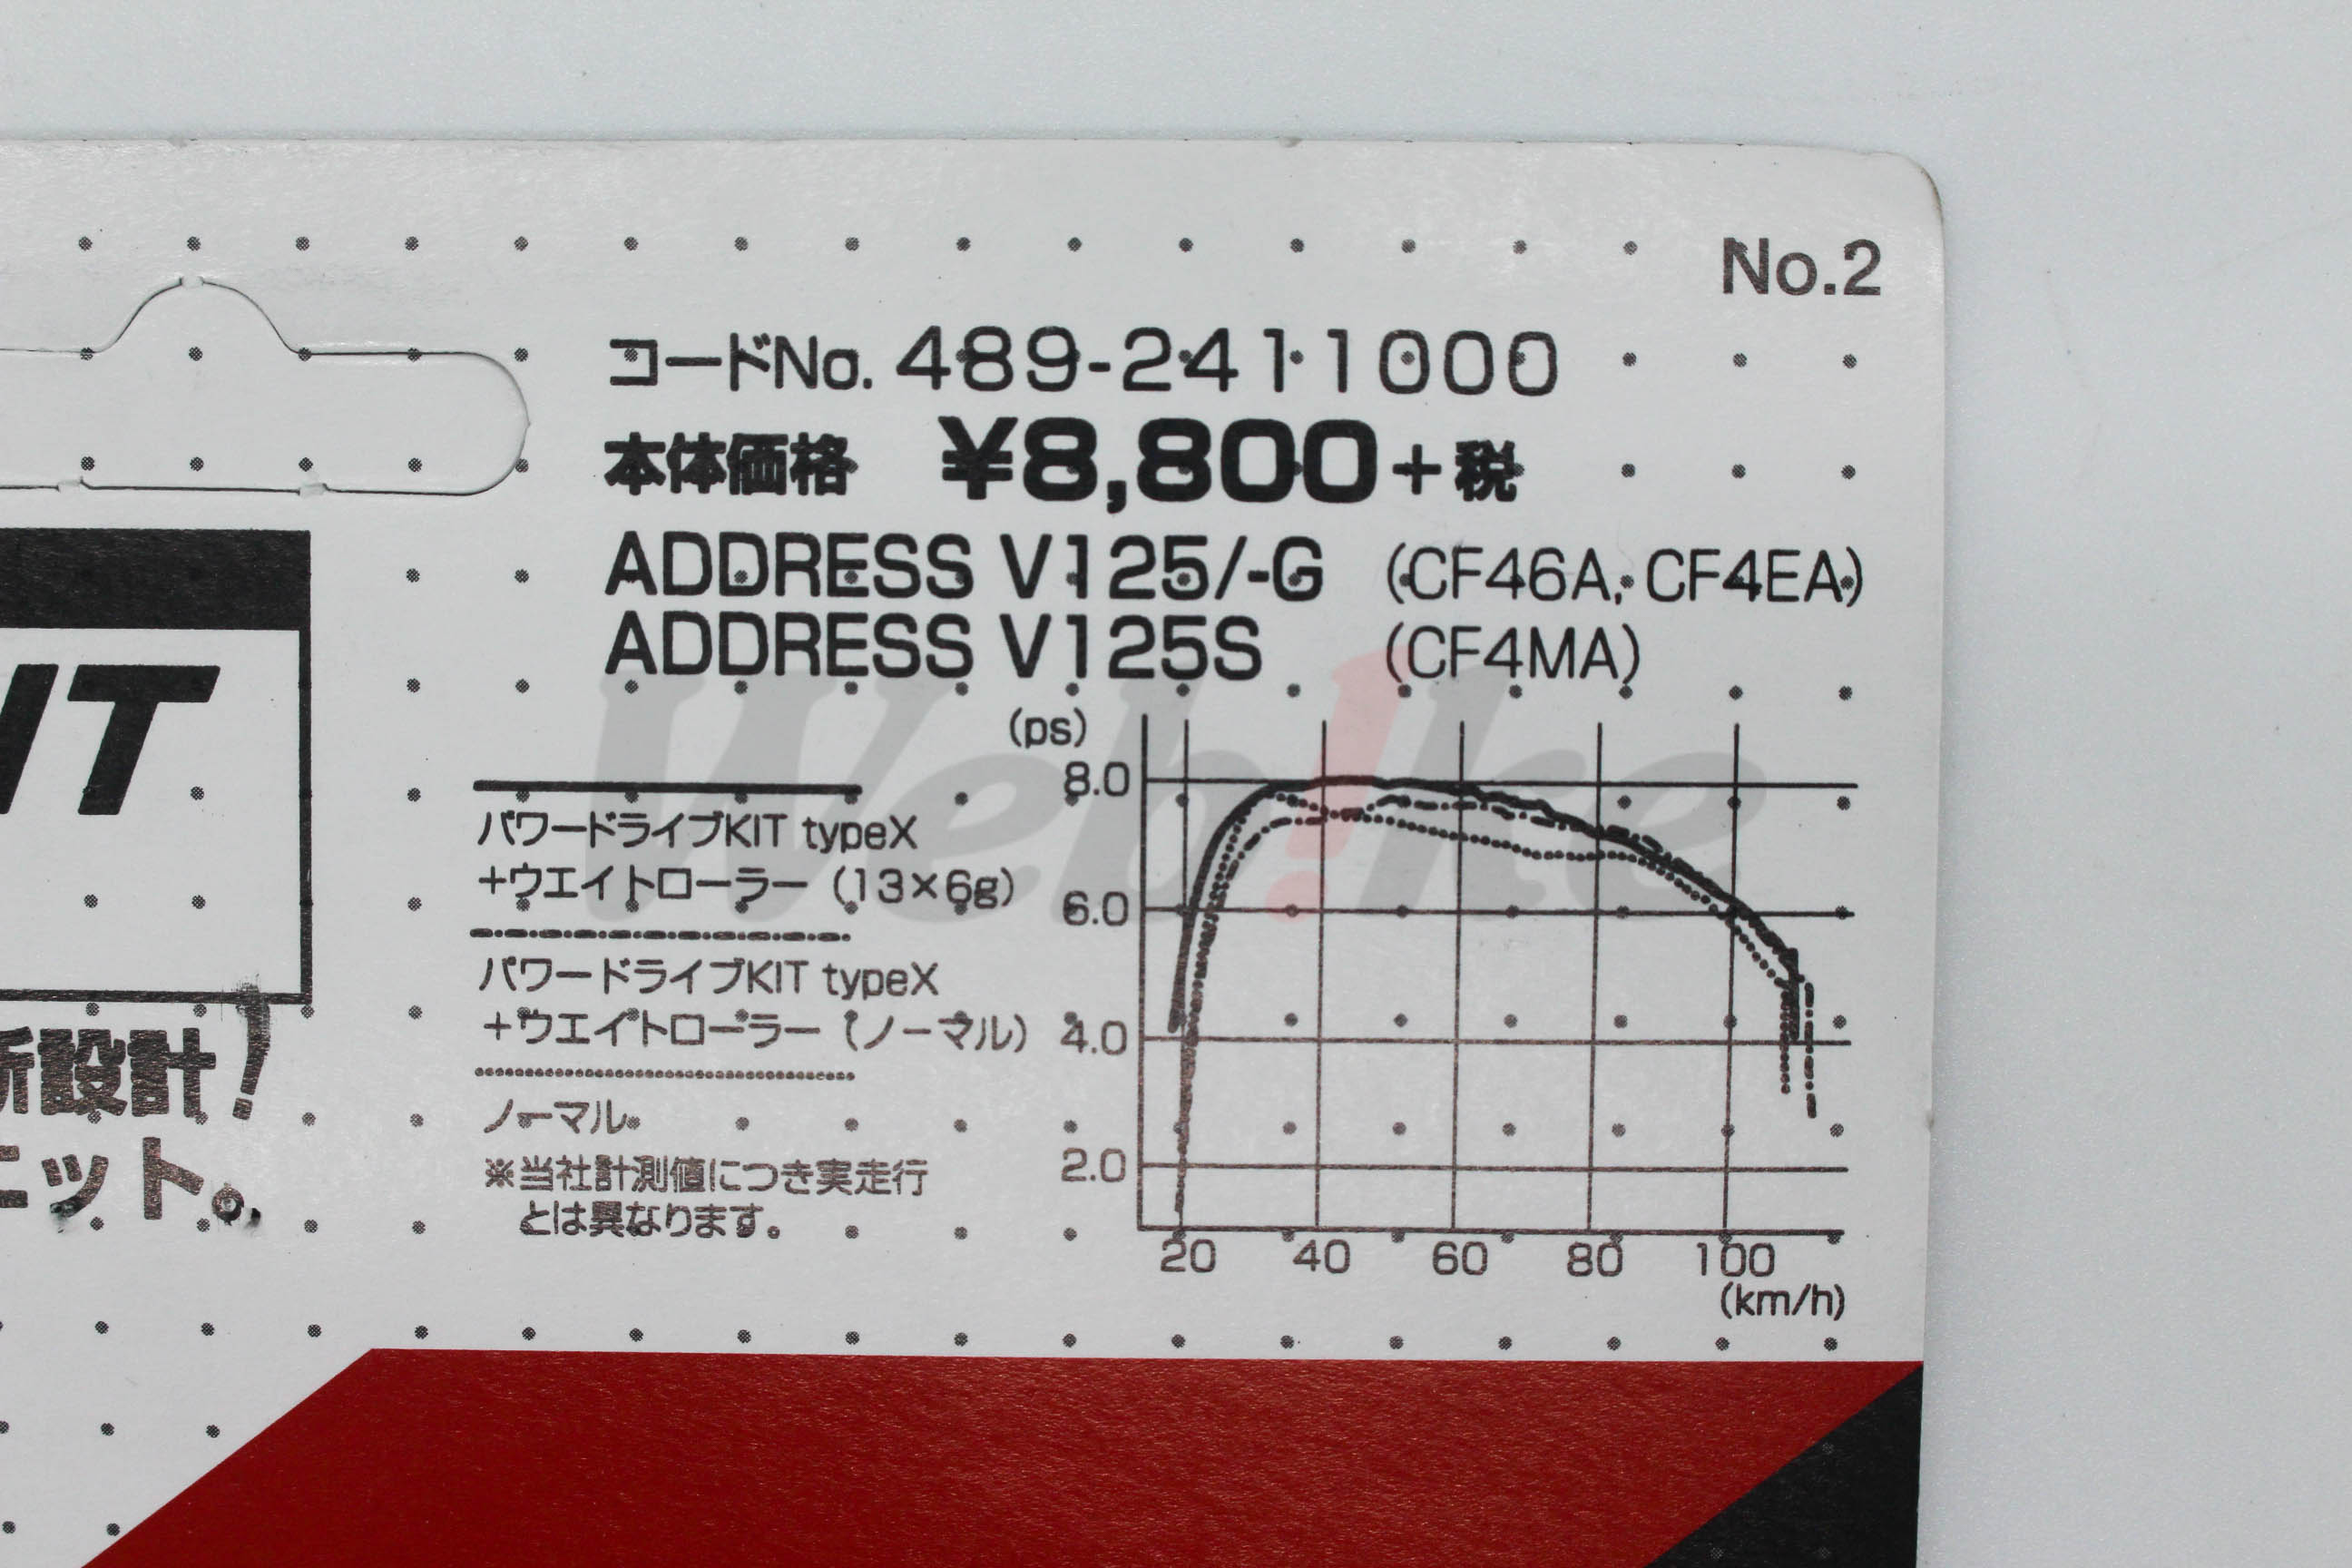 No.2
コードNo. 489-2411000
本体価格 ¥8,800+税
ADDRESS V125/-G (CF46A, CF4EA)
ADDRESS V125S (CF4MA)
Webike
(ps)
8.0
6.0
4.0
2.0
20 40 60 80 100
(km/h)
パワードライブKIT typeX
+ウエイトローラー (13×6g)
パワードライブKIT typeX
+ウエイトローラー (ノーマル)
ノーマル
※当社計測値につき実走行
とは異なります。
IT
設計!
ニット。